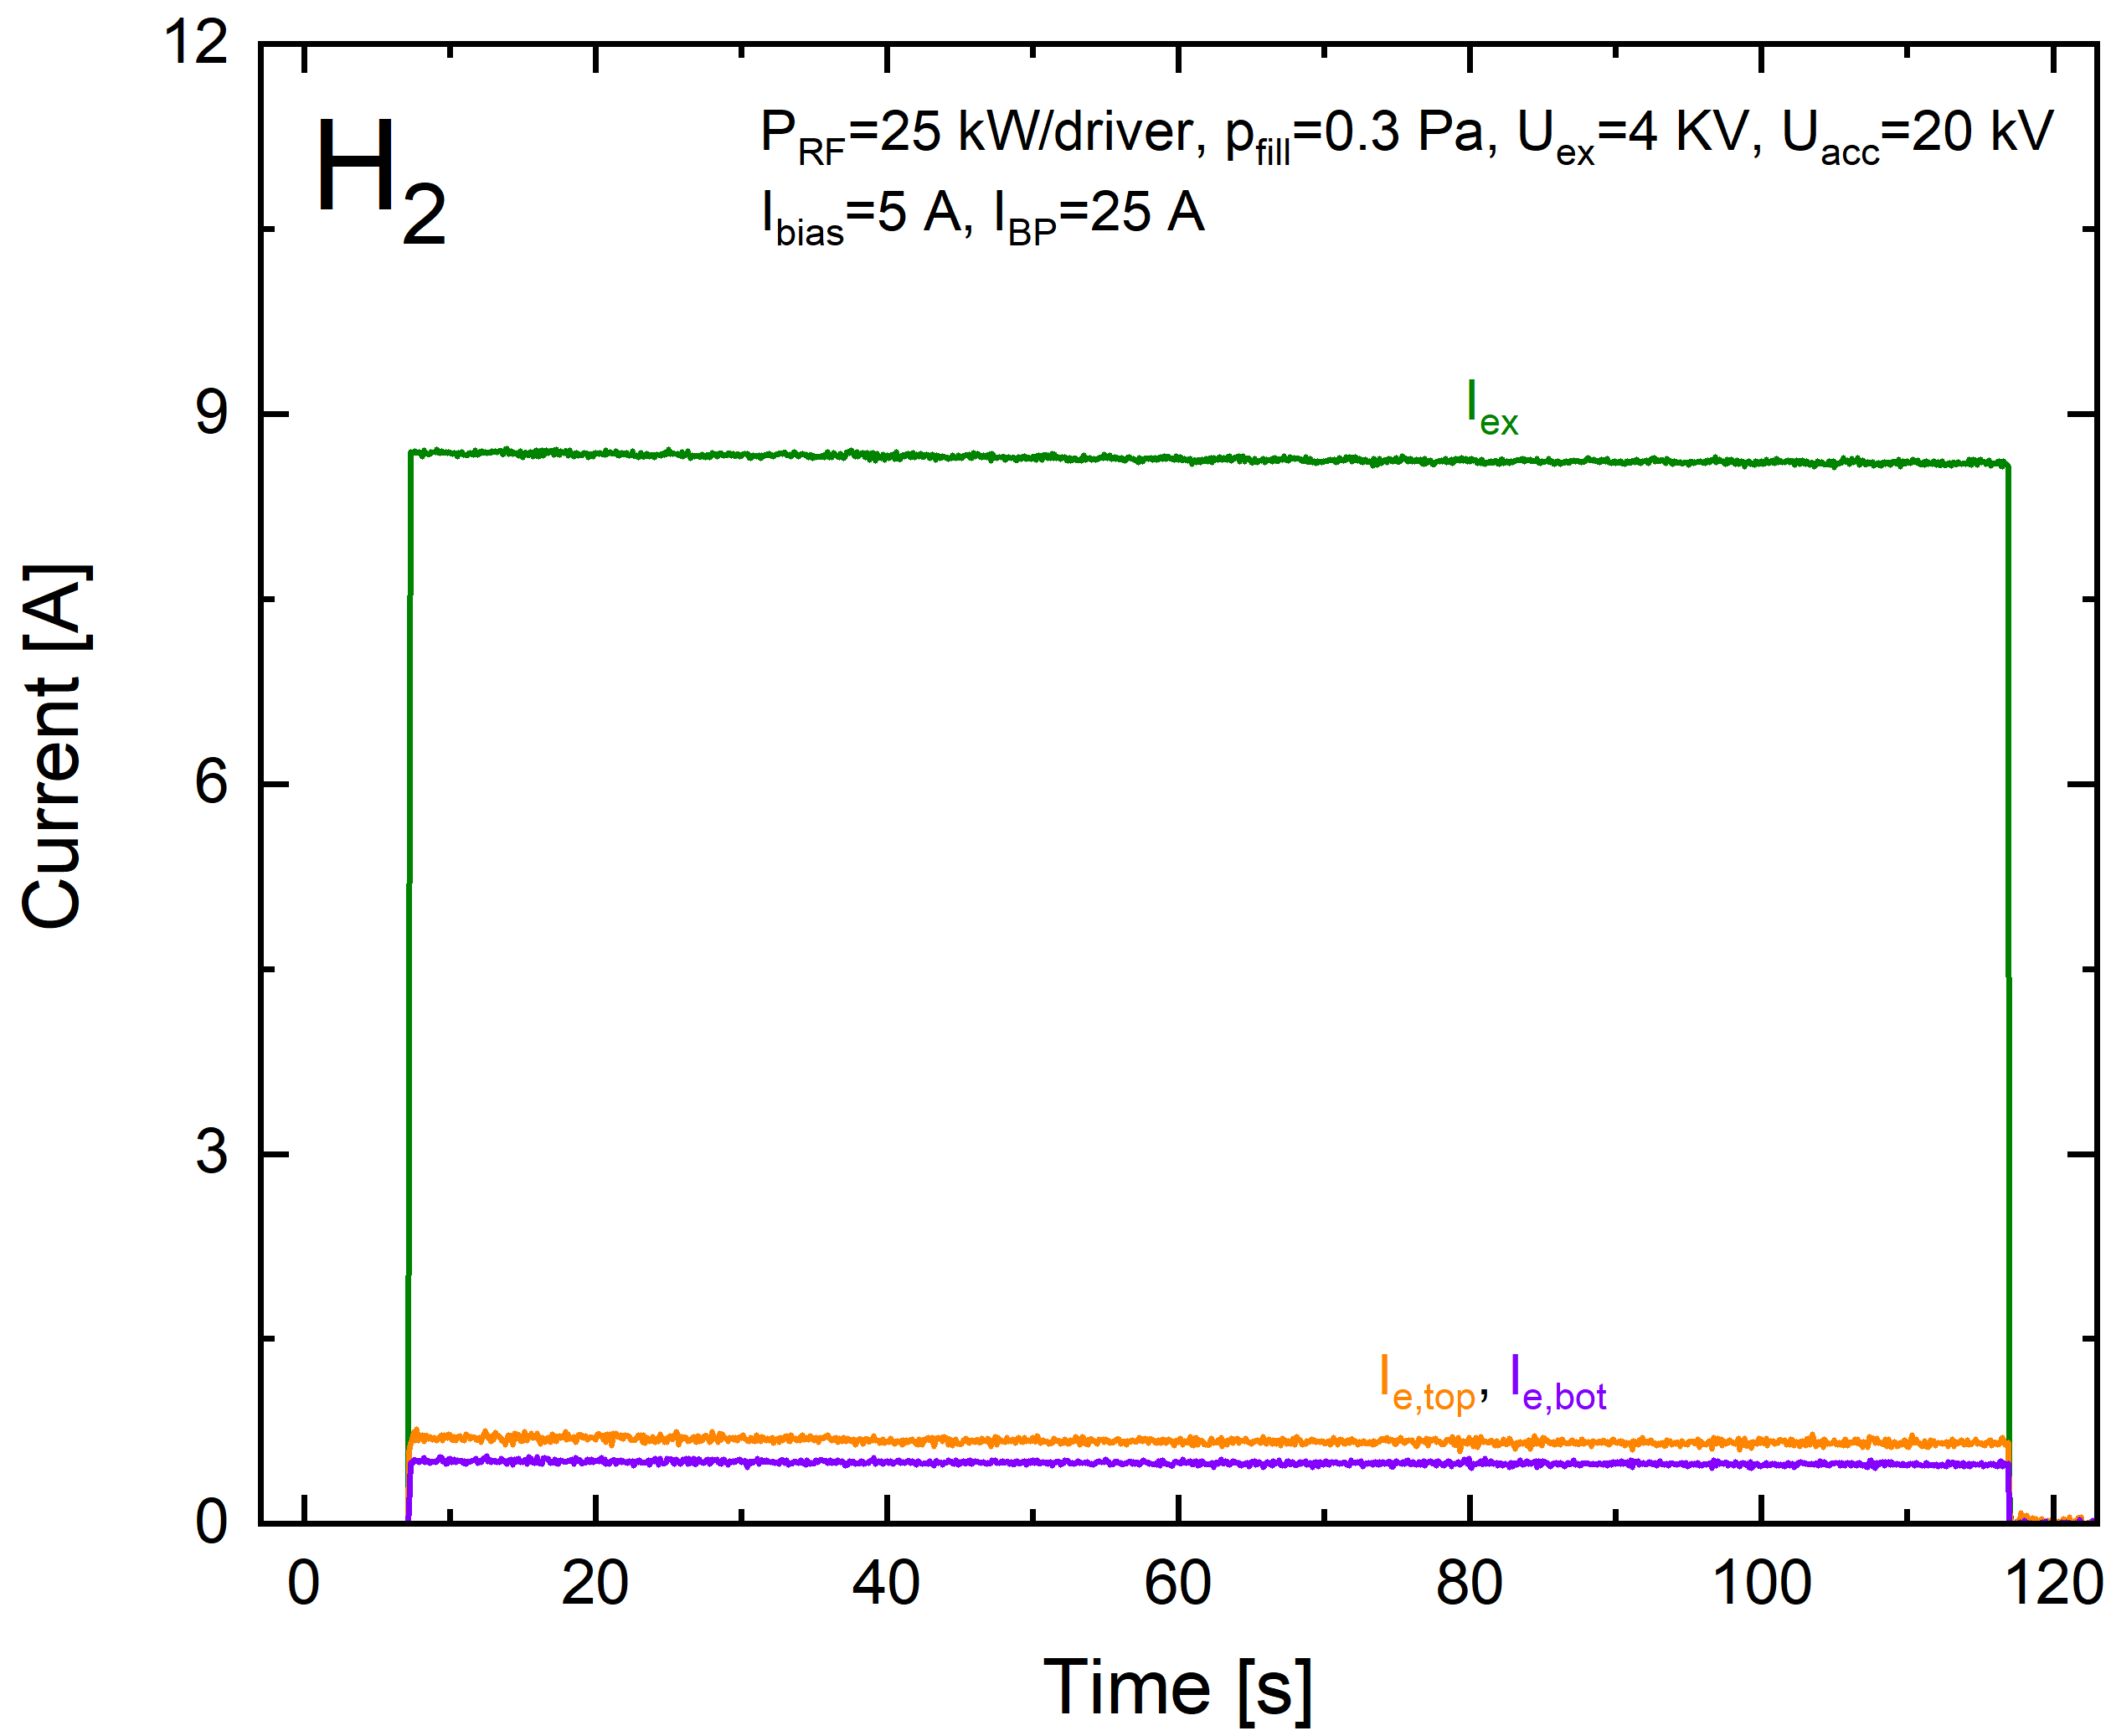 12
H2
PRF=25 kW/driver, pfill=0.3 Pa, Uex=4 KV, Uacc=20 kV
Ibias=5 A, IBP=25 A
9
Iex
Current [A]
6
3
Ie,top, Ie,bot
0
0 20 40 60 80 100 120
Time [s]